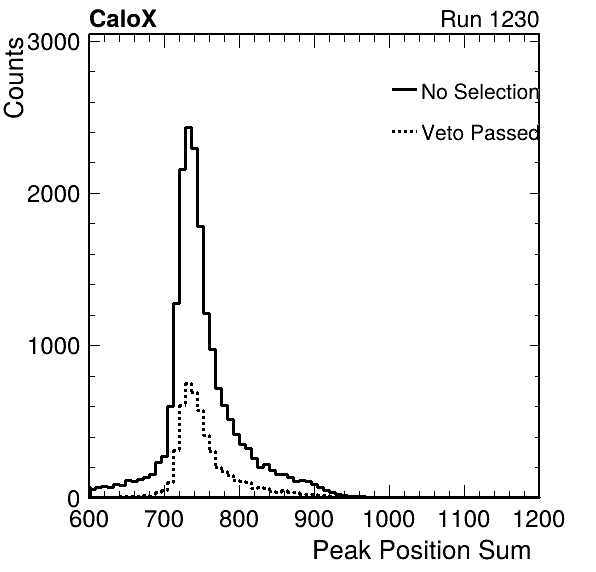 CaloX Run 1230
Counts
3000
No Selection
Veto Passed
2000
1000
0
600 700 800 900 1000 1100 1200
Peak Position Sum